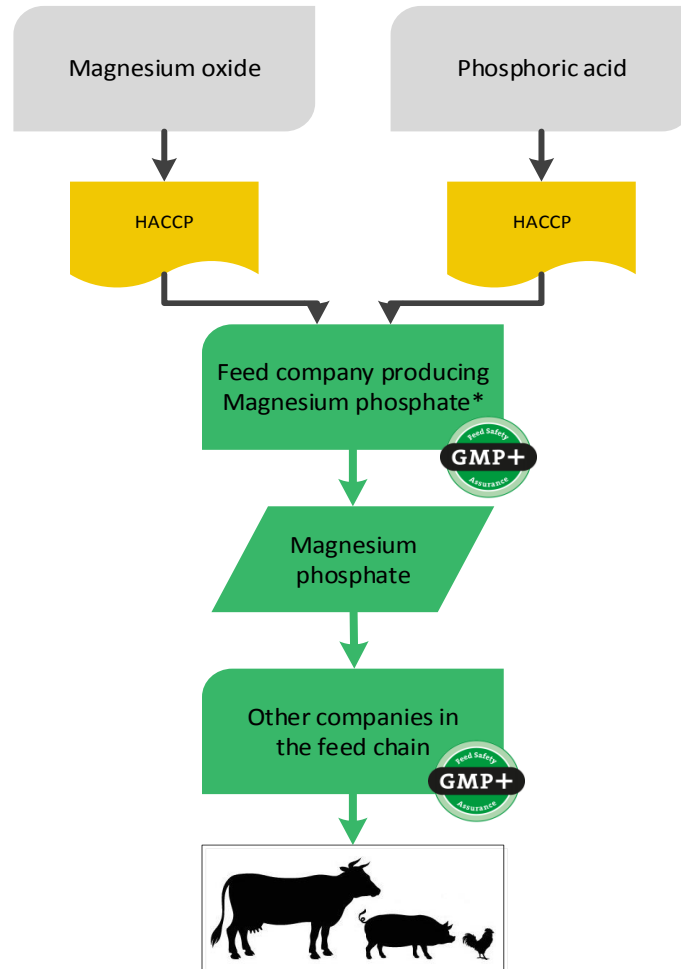 Magnesium oxide
Phosphoric acid
HACCP
HACCP
Feed company producing
Magnesium phosphate*
Feed Safety
GMP+
Assurance
Magnesium
phosphate
Other companies in
the feed chain
Feed Safety
GMP+
Assurance